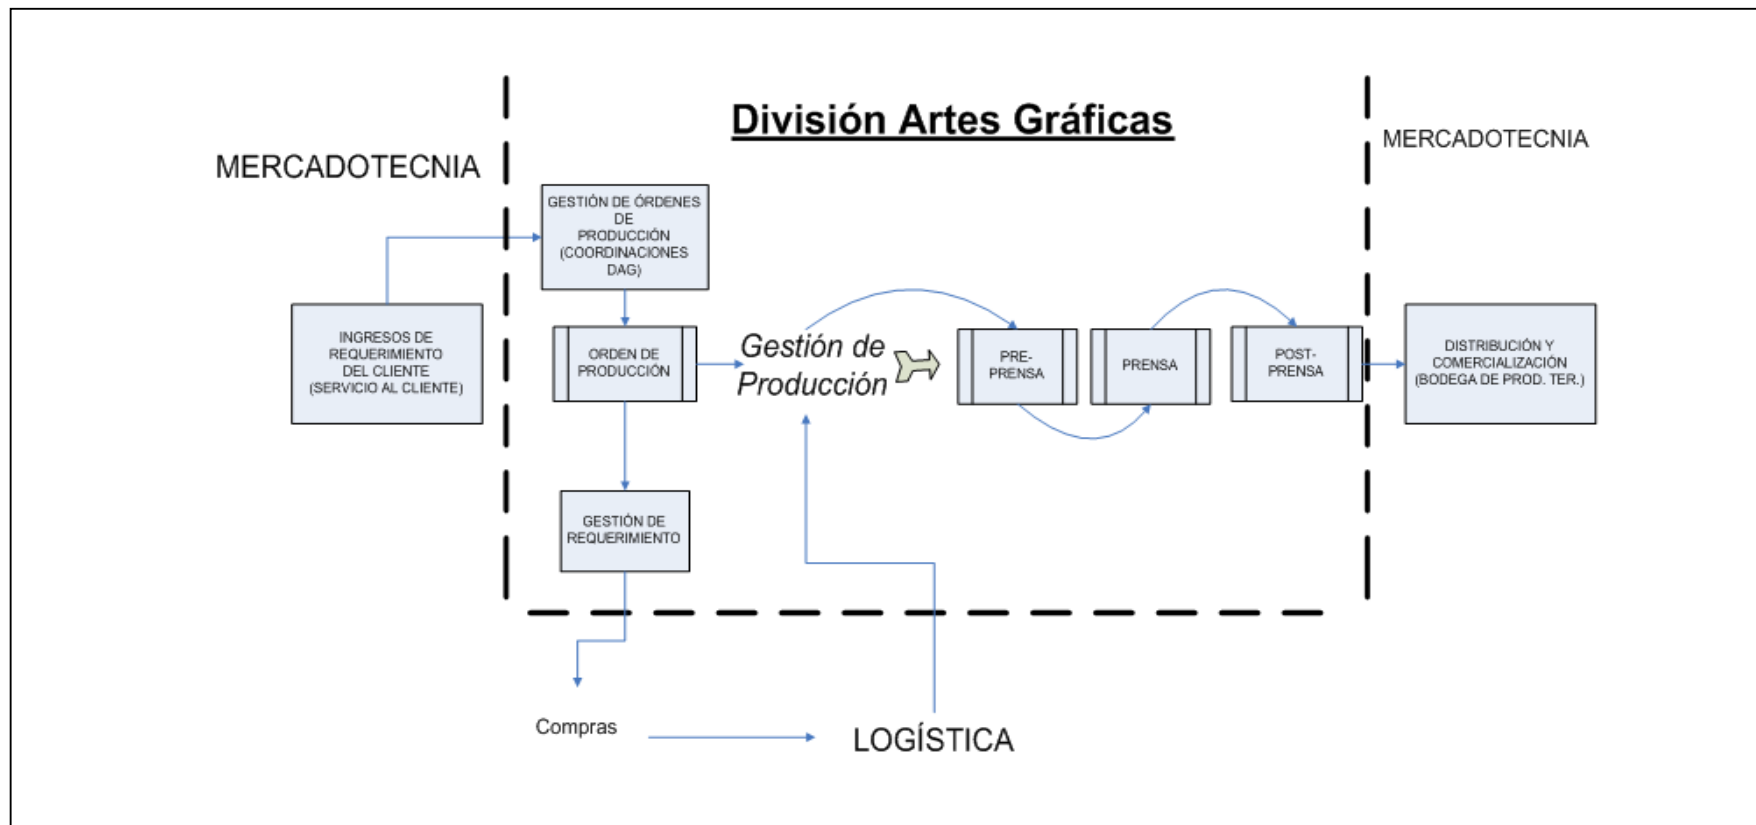 División Artes Gráficas
MERCADOTECNIA
MERCADOTECNIA
GESTIÓN DE ÓRDENES
DE
PRODUCCIÓN
(COORDINACIONES
DAG)
INGRESOS DE
REQUERIMIENTO
DEL CLIENTE
(SERVICIO AL CLIENTE)
ORDEN DE
PRODUCCIÓN
Gestión de
Producción
PRE-
PRENSA
PRENSA
POST-
PRENSA
DISTRIBUCIÓN Y
COMERCIALIZACIÓN
(BODEGA DE PROD. TER.)
GESTIÓN DE
REQUERIMIENTO
Compras
LOGÍSTICA